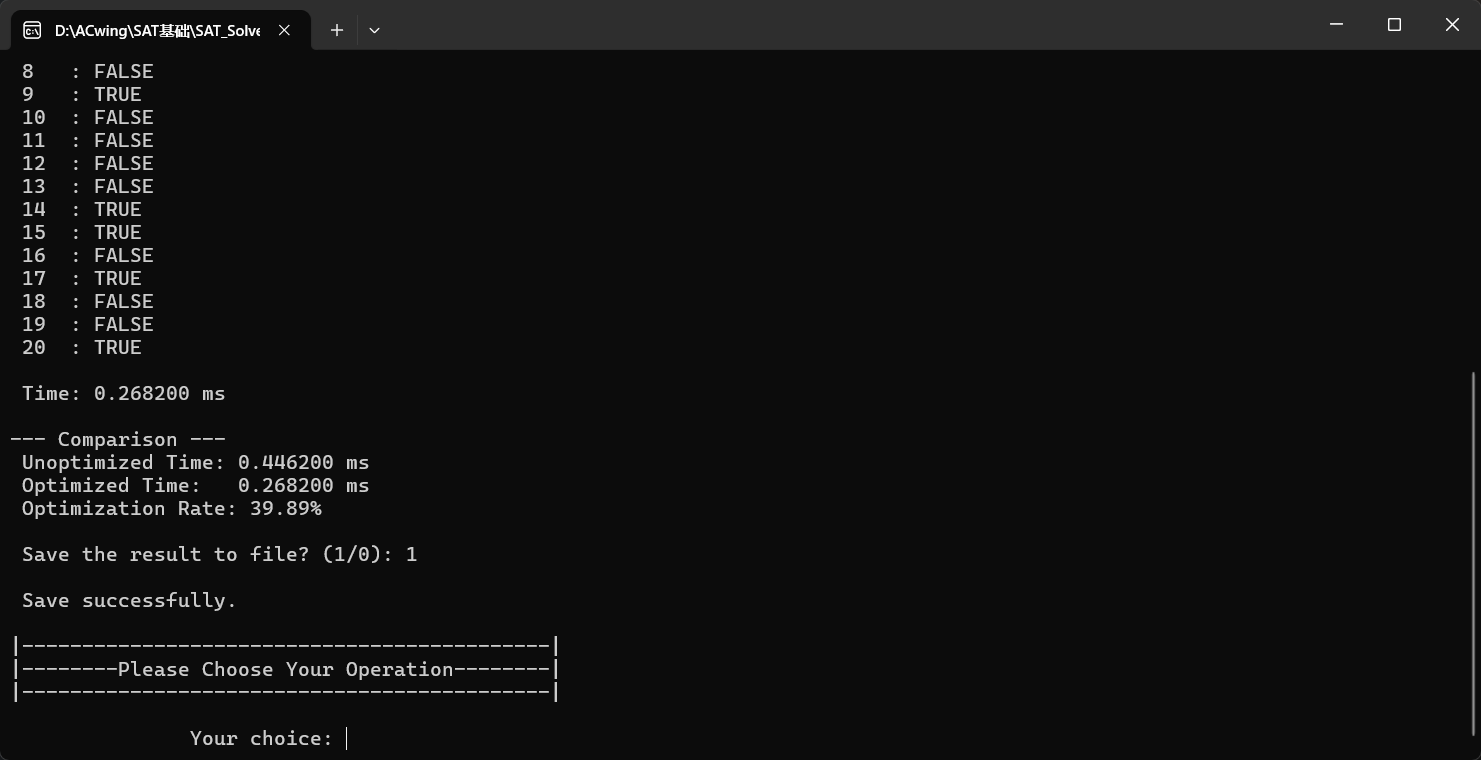 D:\ACwing\SAT基础\SAT_Solve
8   : FALSE
9   : TRUE
10  : FALSE
11  : FALSE
12  : FALSE
13  : FALSE
14  : TRUE
15  : TRUE
16  : FALSE
17  : TRUE
18  : FALSE
19  : FALSE
20  : TRUE
Time: 0.268200 ms
--- Comparison ---
Unoptimized Time: 0.446200 ms
Optimized Time:   0.268200 ms
Optimization Rate: 39.89%
Save the result to file? (1/0): 1
Save successfully.
|--------------------------------------------|
|--------Please Choose Your Operation--------|
|--------------------------------------------|
Your choice: